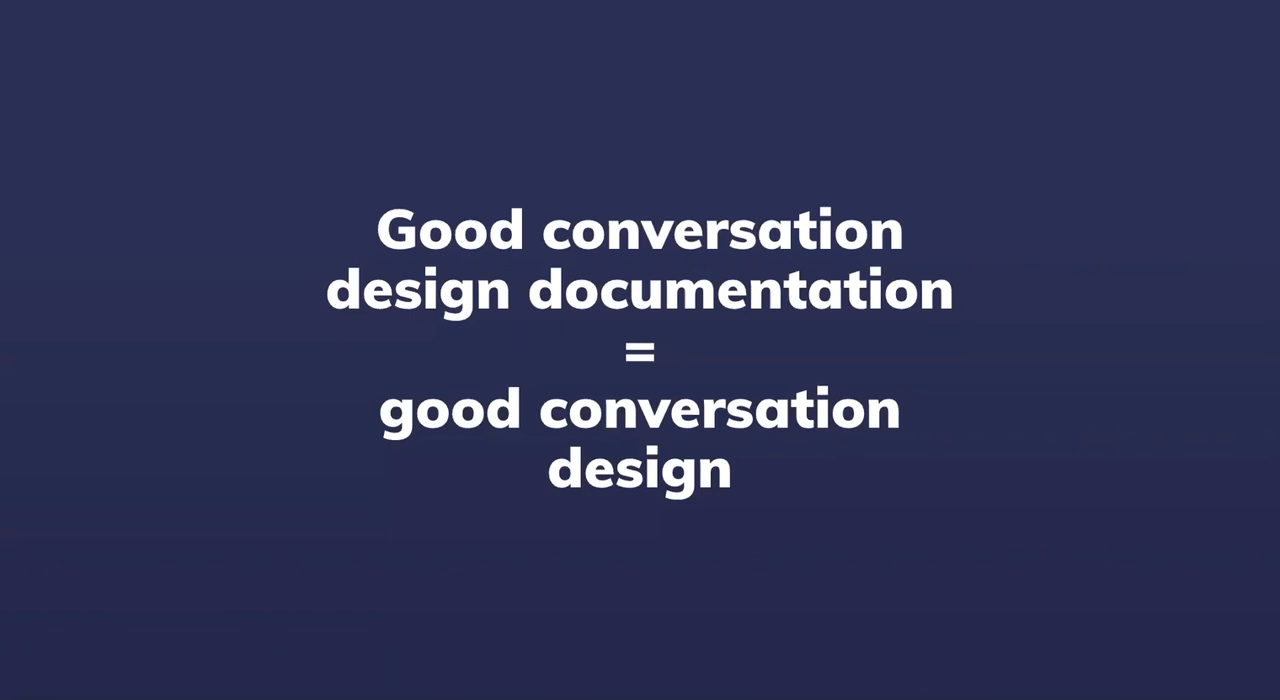 Good conversation
design documentation
=
good conversation
design